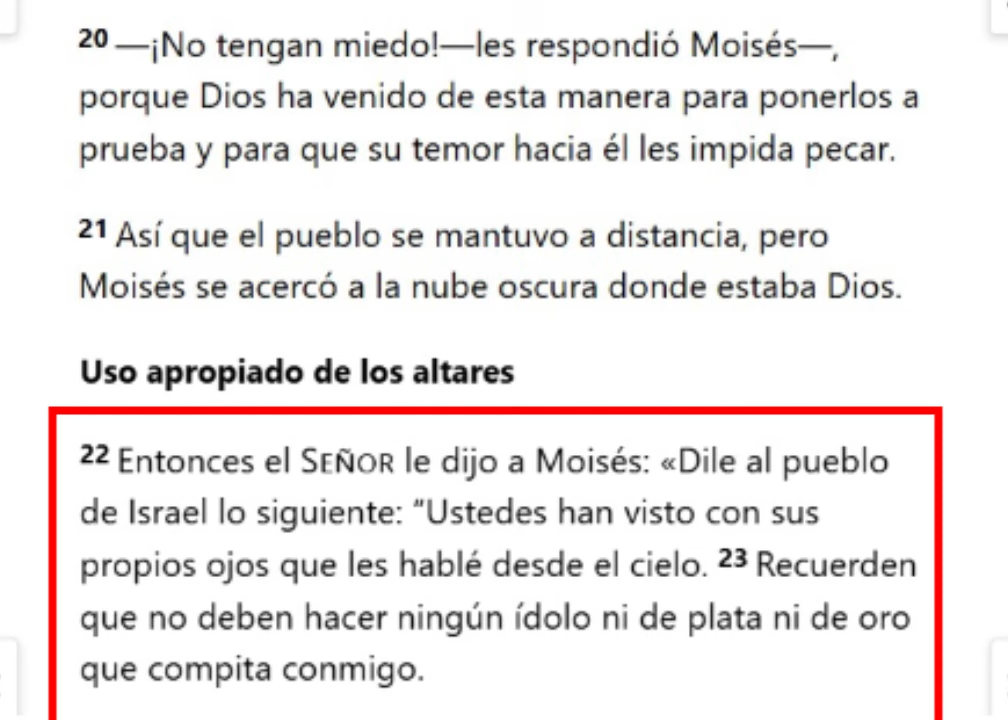 20 —¡No tengan miedo!—les respondió Moisés—,
porque Dios ha venido de esta manera para ponerlos a
prueba y para que su temor hacia él les impida pecar.
21 Así que el pueblo se mantuvo a distancia, pero
Moisés se acercó a la nube oscura donde estaba Dios.
Uso apropiado de los altares
22 Entonces el SEÑOR le dijo a Moisés: «Dile al pueblo
de Israel lo siguiente: “Ustedes han visto con sus
propios ojos que les hablé desde el cielo. 23 Recuerden
que no deben hacer ningún ídolo ni de plata ni de oro
que compita conmigo.